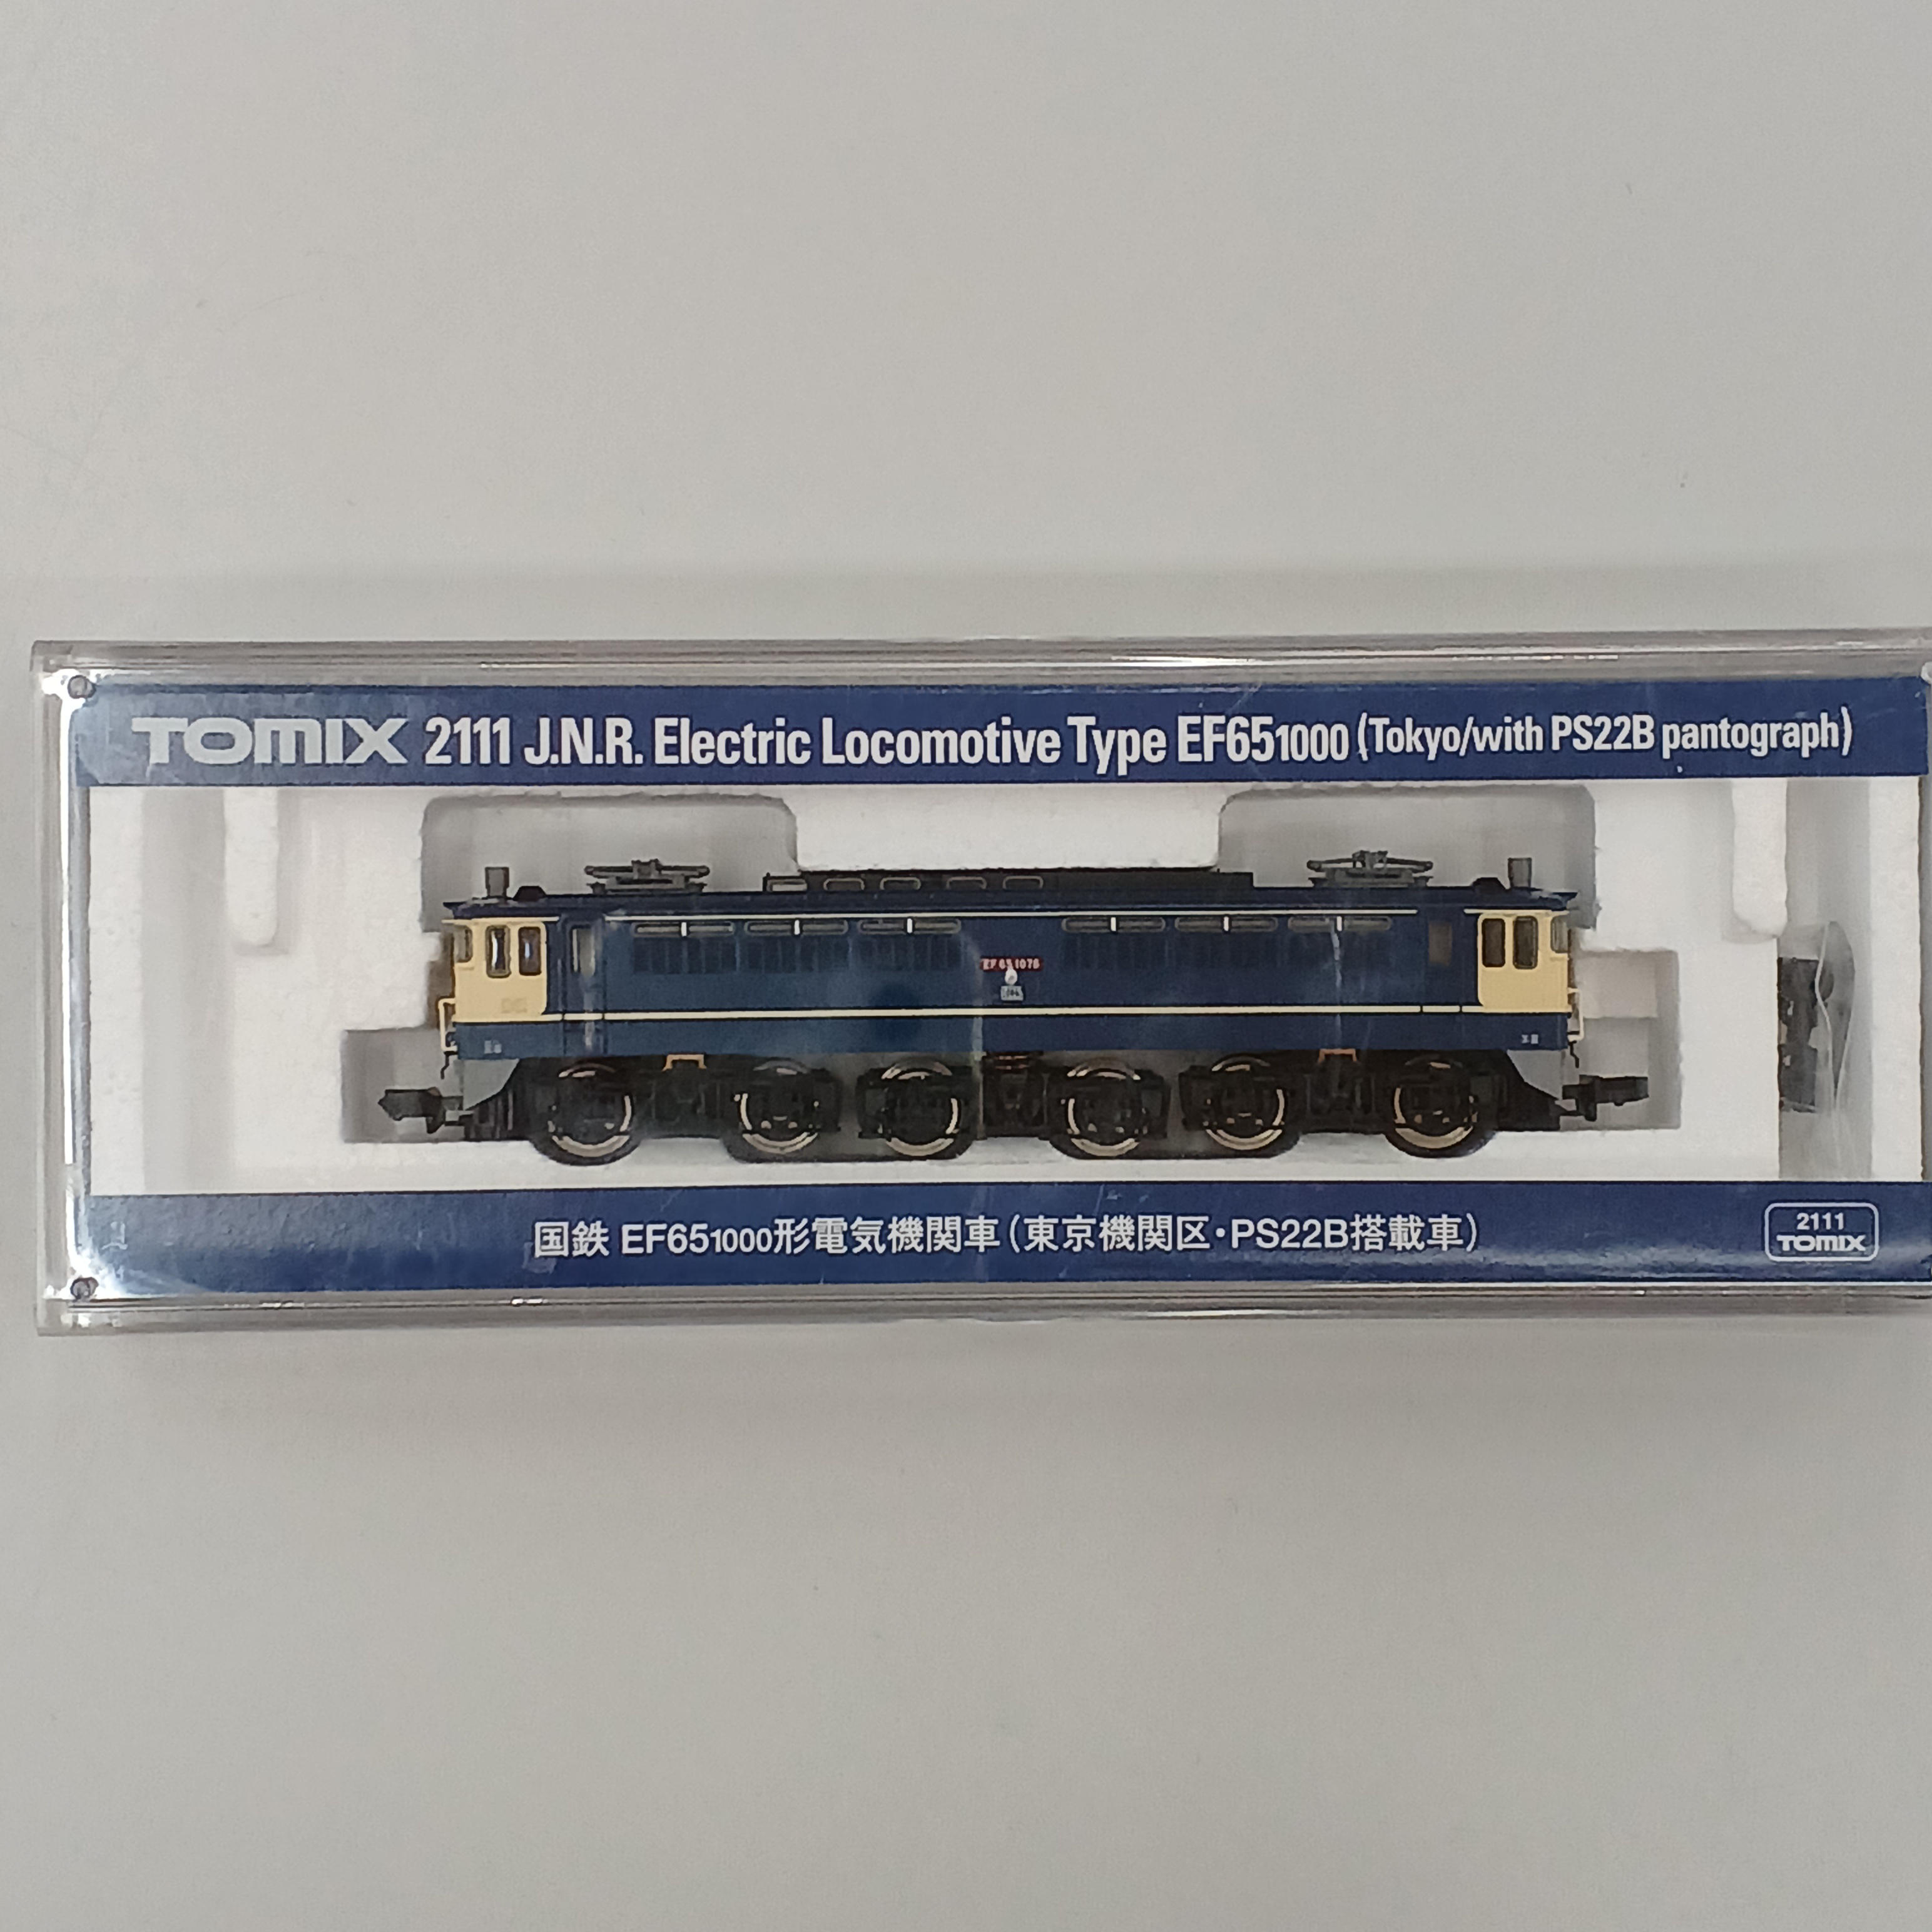 TOMIX 2111 J.N.R. Electric Locomotive Type EF651000 (Tokyo/with PS22B pantograph)
国鉄 EF651000形電気機関車(東京機関区・PS22B搭載車)
2111
TOMIX